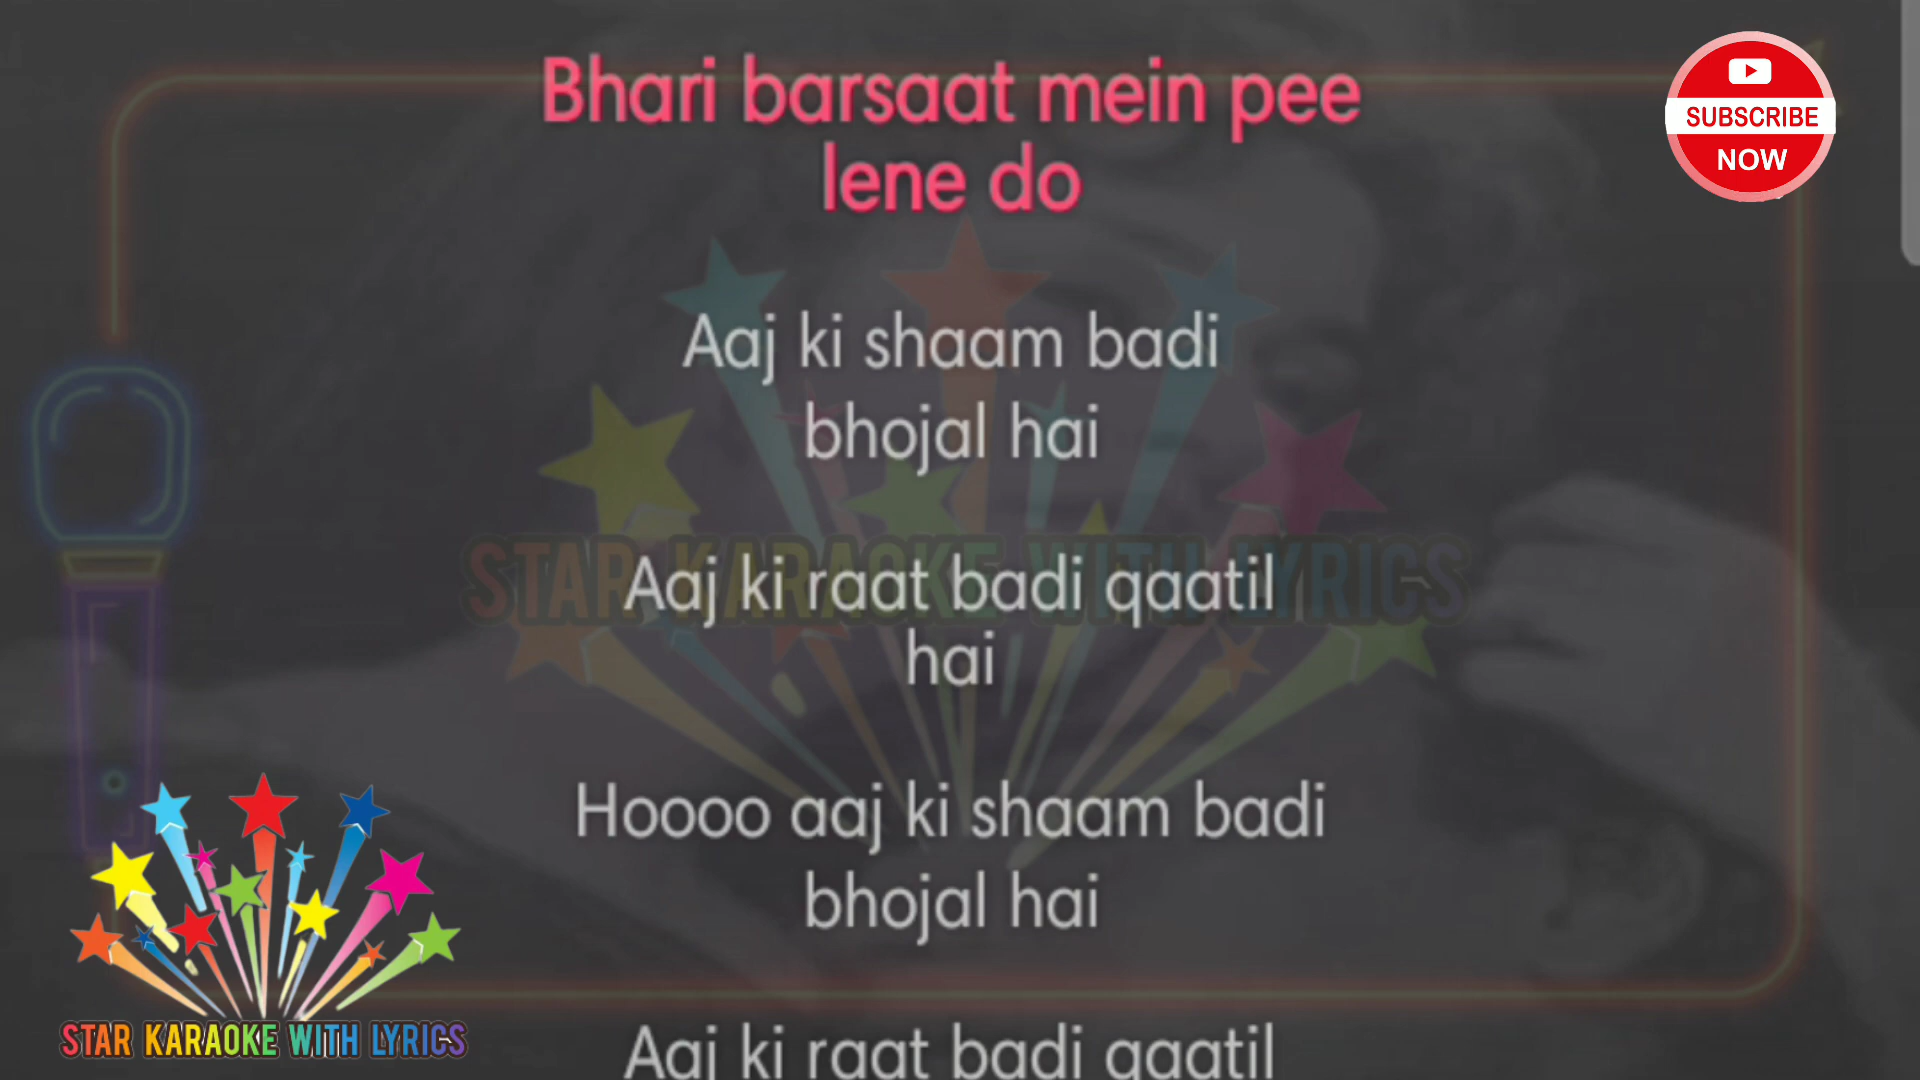 Bhari barsaat mein pee
lene do
SUBSCRIBE
NOW
Aaj ki shaam badi
bhojal hai
STAR KARAOKE WITH LYRICS
Aaj ki raat badi qaatil
hai
Hoooo aaj ki shaam badi
bhojal hai
STAR KARAOKE WITH LYRICS
Aaj ki raat badi qaatil